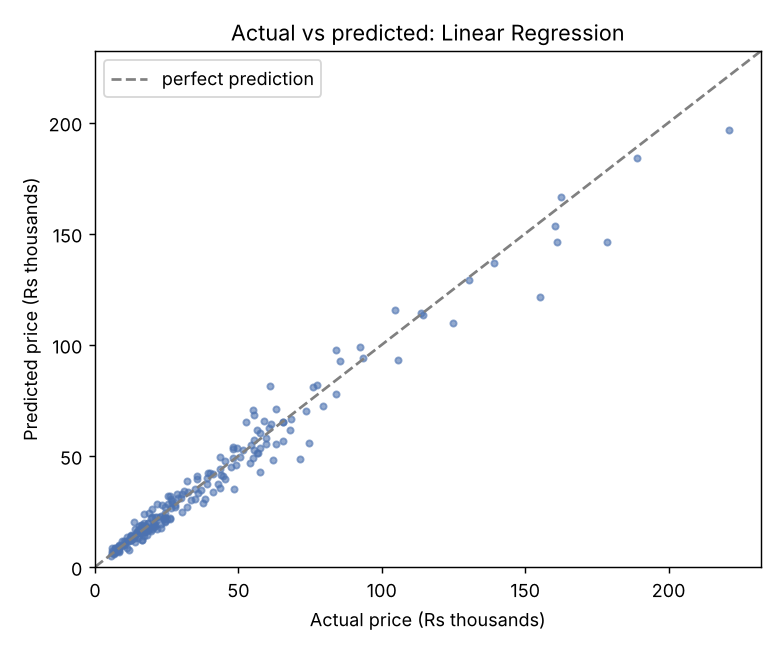 Actual vs predicted: Linear Regression
perfect prediction
Predicted price (Rs thousands)
200
150
100
50
0
0 50 100 150 200
Actual price (Rs thousands)